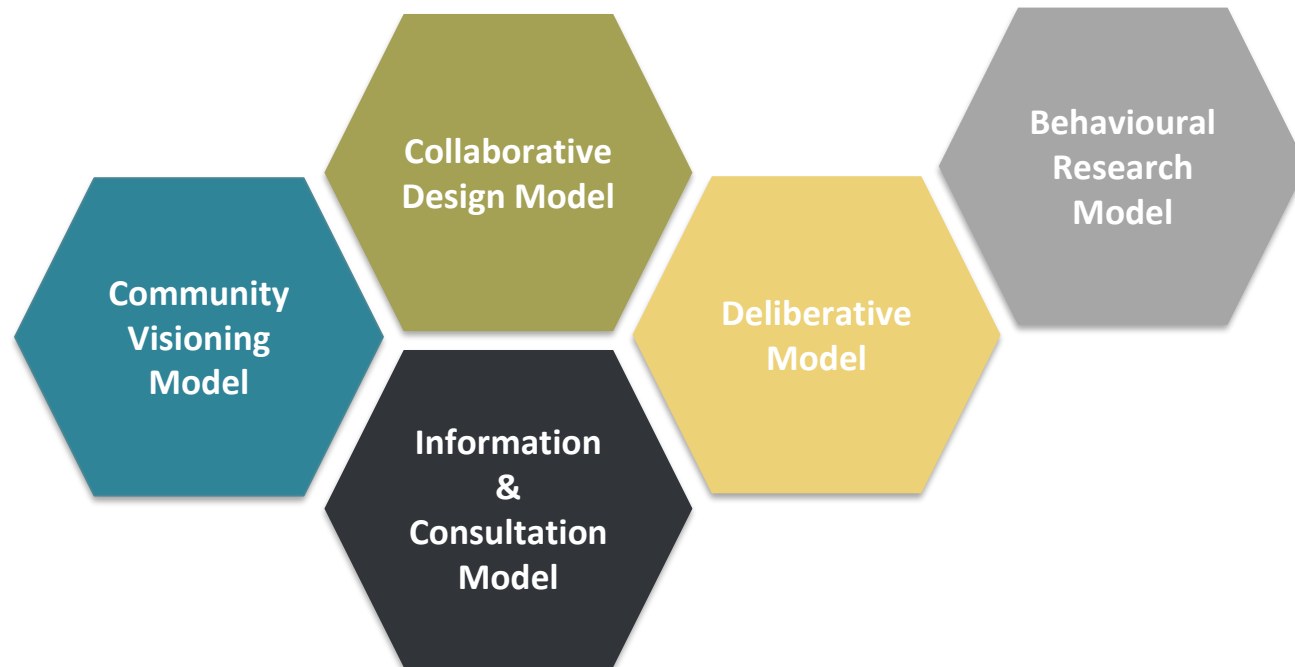 Community
Visioning
Model
Collaborative
Design Model
Information
&
Consultation
Model
Deliberative
Model
Behavioural
Research
Model